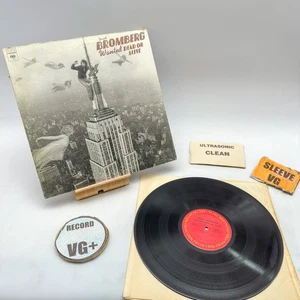 BROMBERG
Wanted DEAD OR
ALIVE
ULTRASONIC
CLEAN
SLEEVE
VG
RECORD
VG+